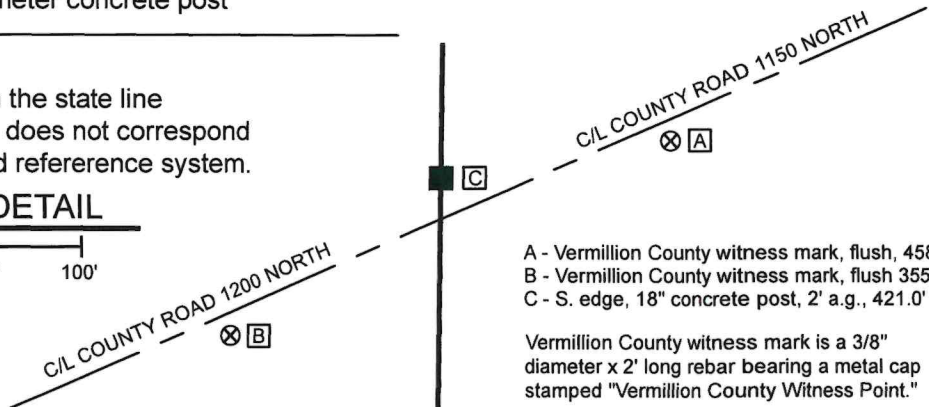 concrete post
the state line
does not correspond
refererence system.
DETAIL
100'
C/L COUNTY ROAD 1150 NORTH
A
C
C/L COUNTY ROAD 1200 NORTH
B
A - Vermillion County witness mark, flush, 458
B - Vermillion County witness mark, flush 355
C - S. edge, 18" concrete post, 2' a.g., 421.0'
Vermillion County witness mark is a 3/8"
diameter x 2' long rebar bearing a metal cap
stamped "Vermillion County Witness Point."